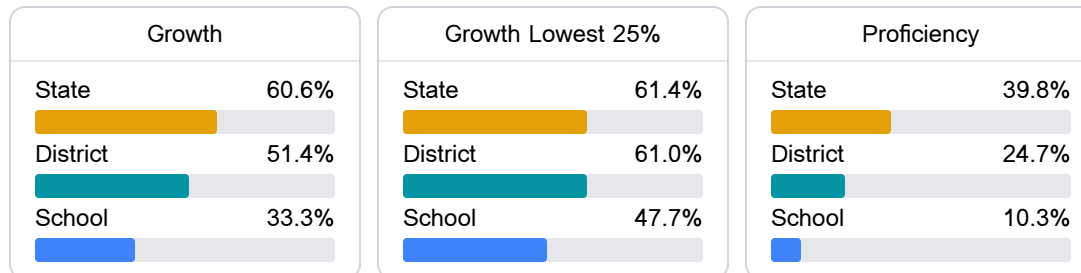 Growth
State 60.6%
District 51.4%
School 33.3%
Growth Lowest 25%
State 61.4%
District 61.0%
School 47.7%
Proficiency
State 39.8%
District 24.7%
School 10.3%